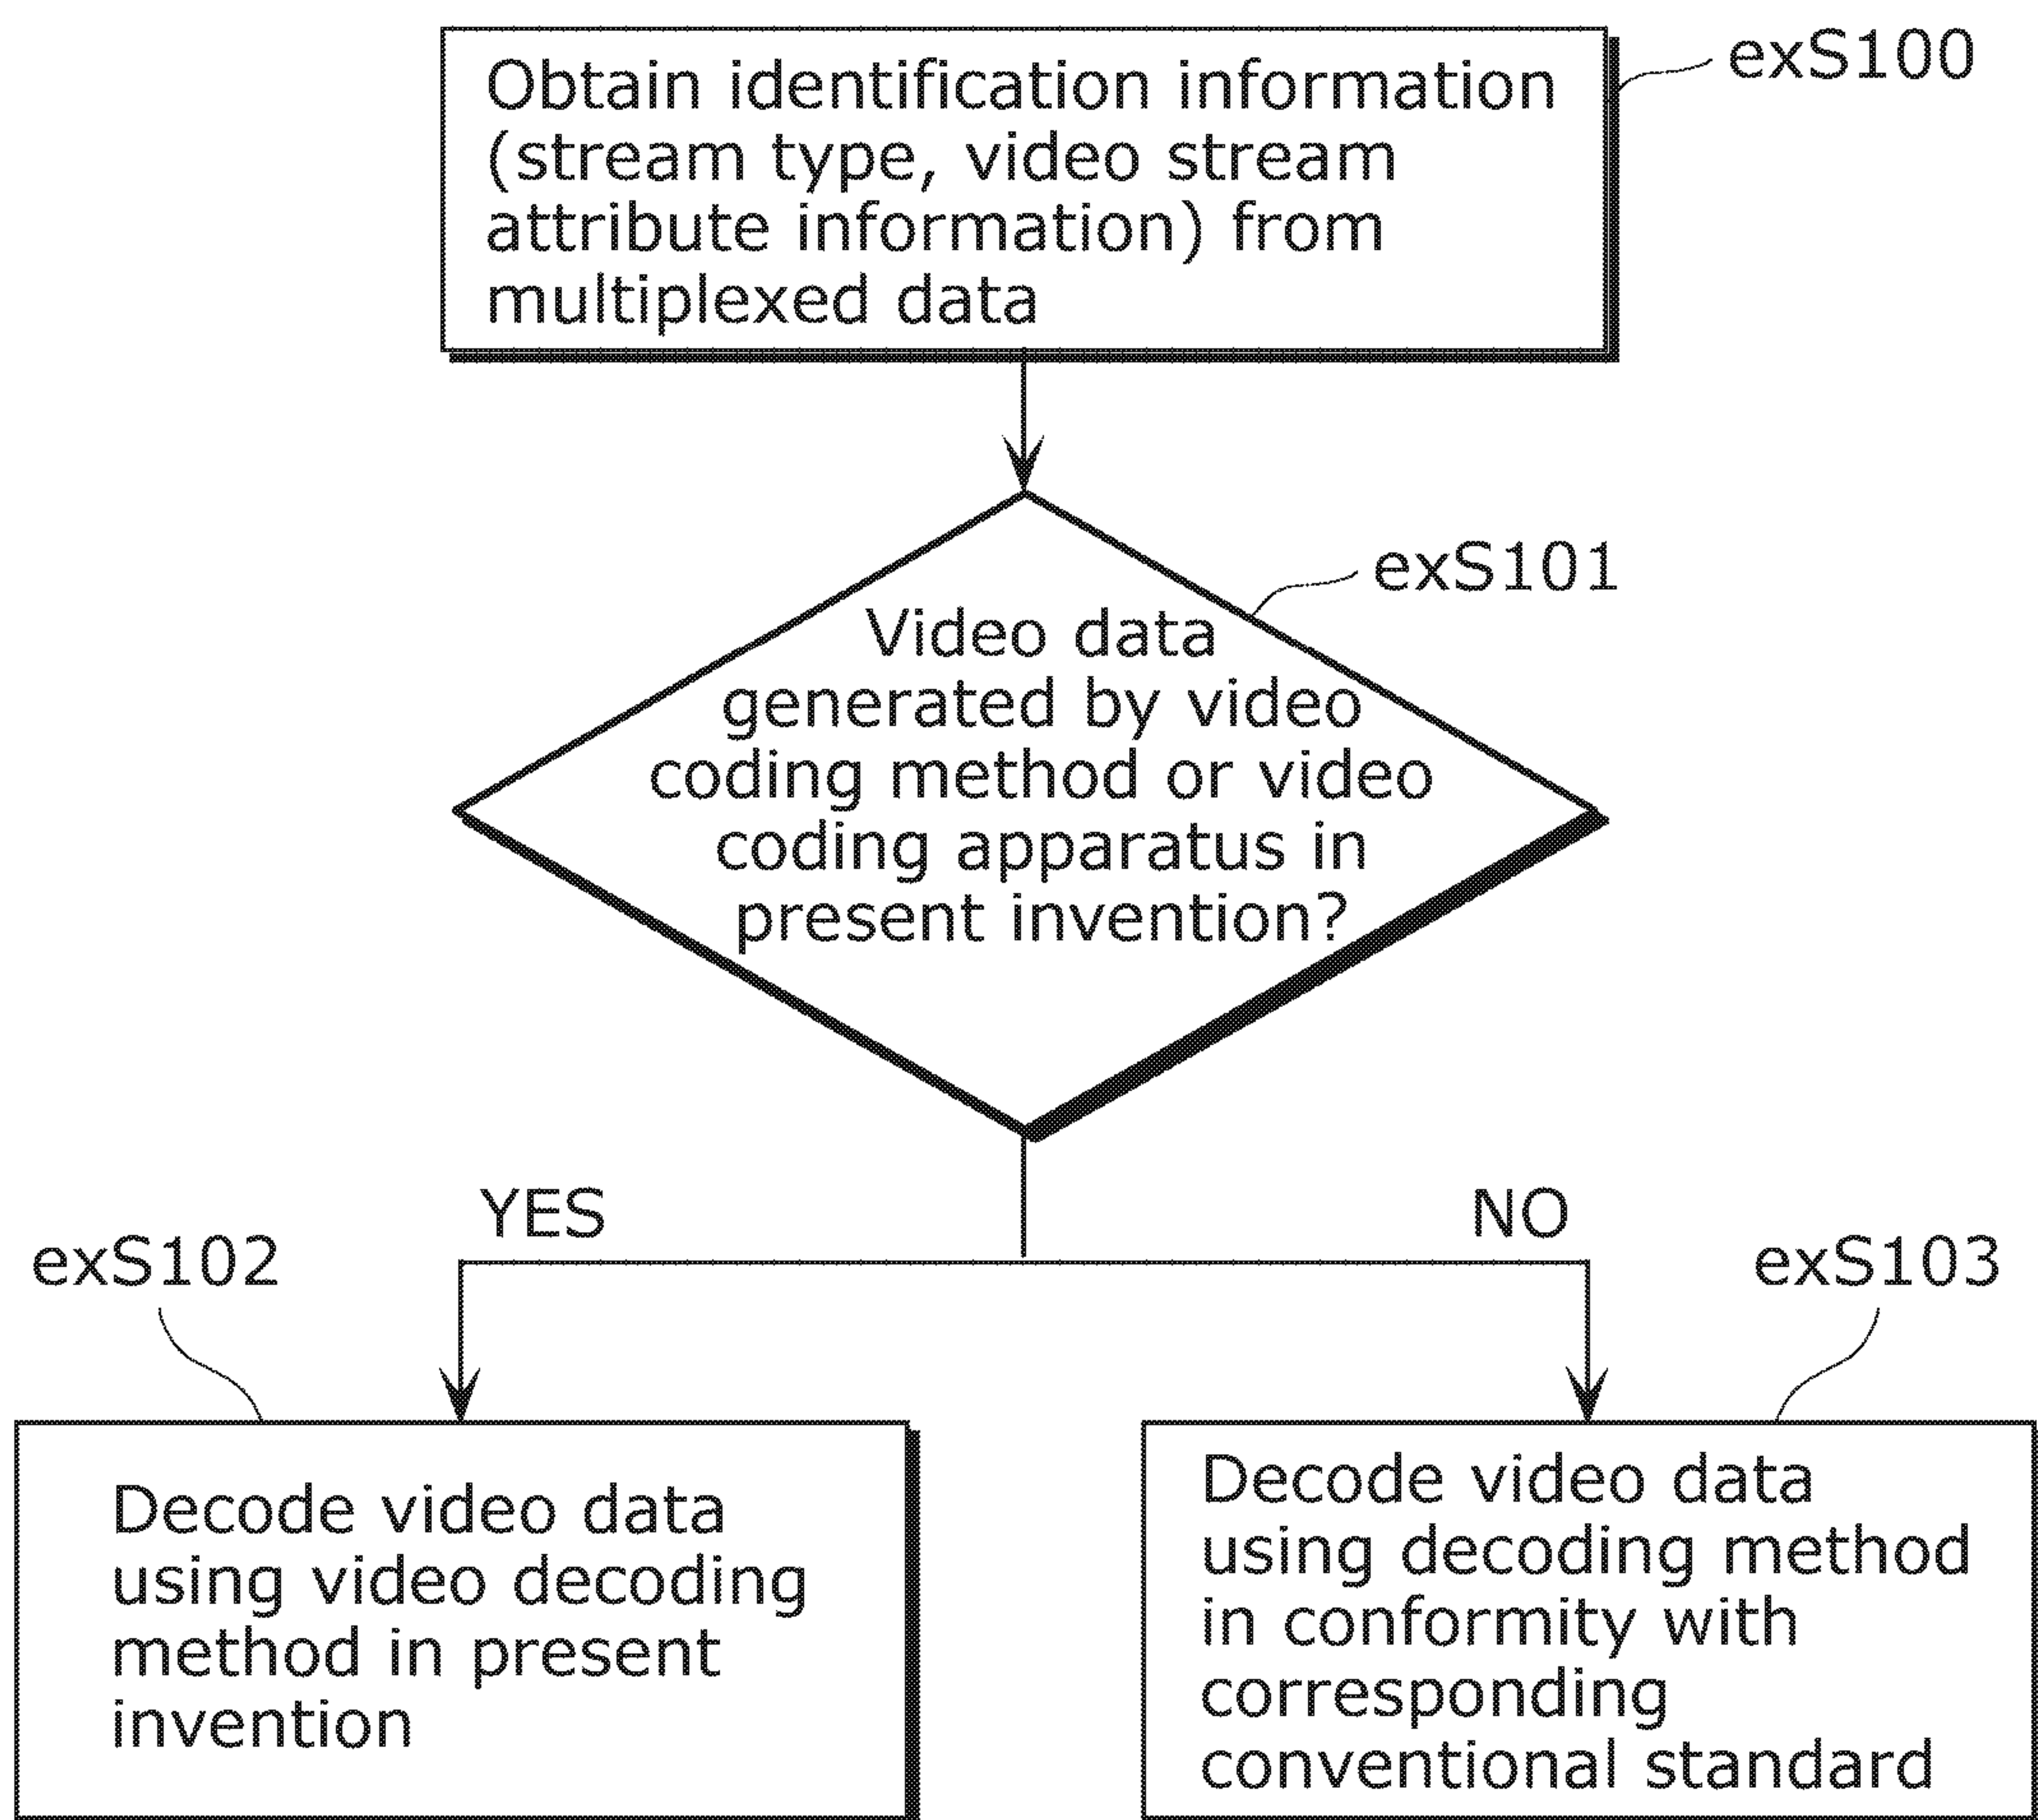 exS100
Obtain identification information
(stream type, video stream
attribute information) from
multiplexed data
exS101
Video data
generated by video
coding method or video
coding apparatus in
present invention?
YES
NO
exS102
exS103
Decode video data
using video decoding
method in present
invention
Decode video data
using decoding method
in conformity with
corresponding
conventional standard